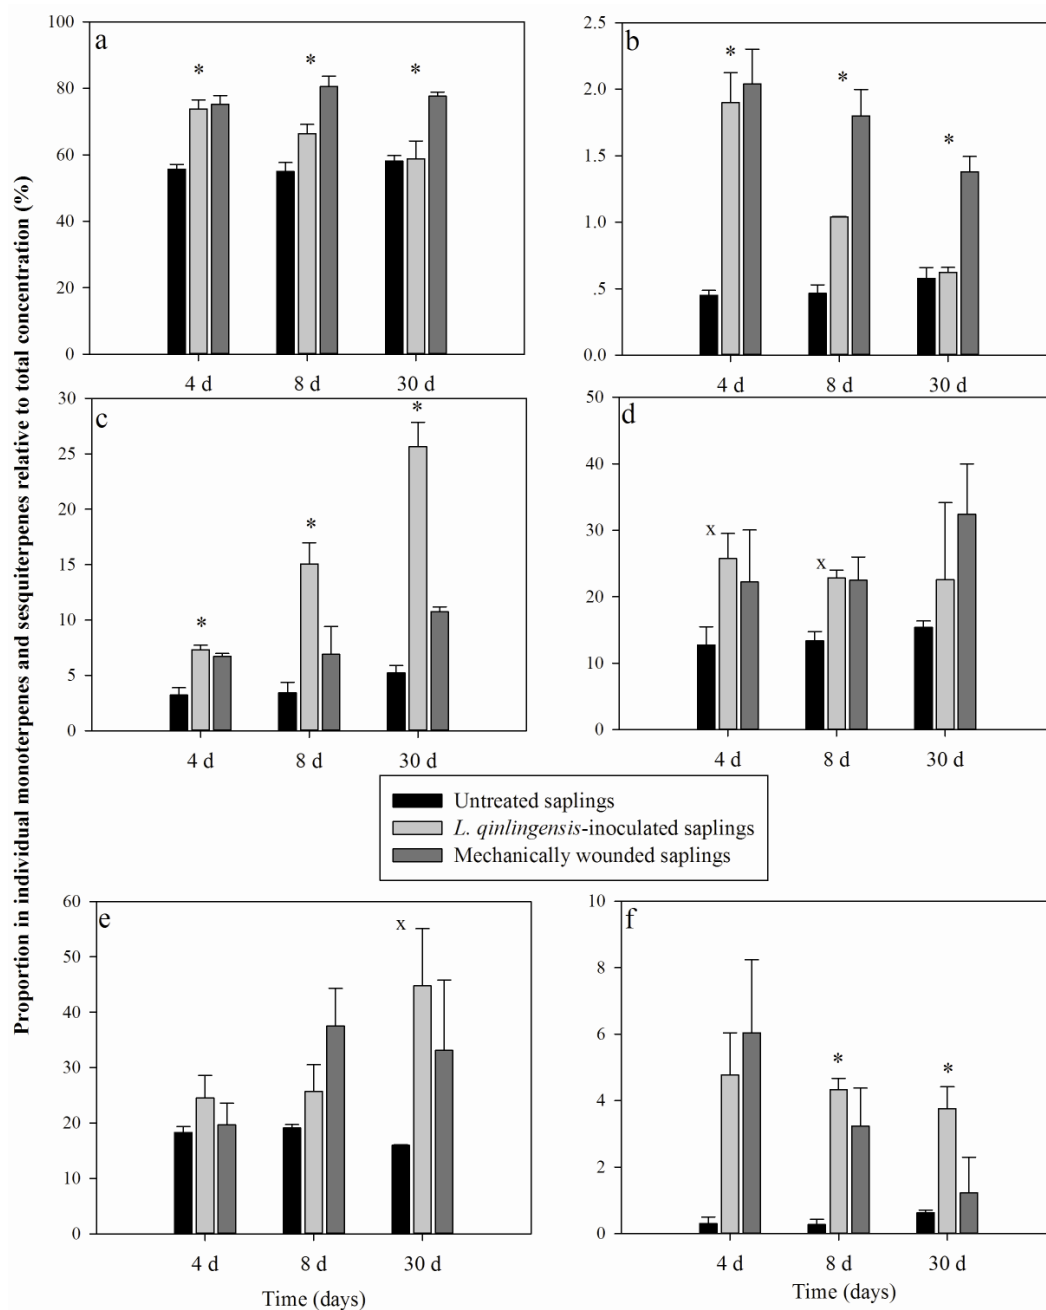 Proportion in individual monoterpenes and sesquiterpenes relative to total concentration (%)
a
100
80
60
40
20
0
*
*
*
4 d
8 d
30 d
b
2.5
2.0
1.5
1.0
.5
0.0
*
*
*
4 d
8 d
30 d
c
30
25
20
15
10
5
0
*
*
*
4 d
8 d
30 d
d
50
40
30
20
10
0
x
x
4 d
8 d
30 d
Untreated saplings
L. qinlingensis-inoculated saplings
Mechanically wounded saplings
e
60
50
40
30
20
10
0
x
4 d
8 d
30 d
Time (days)
f
10
8
6
4
2
0
*
*
4 d
8 d
30 d
Time (days)